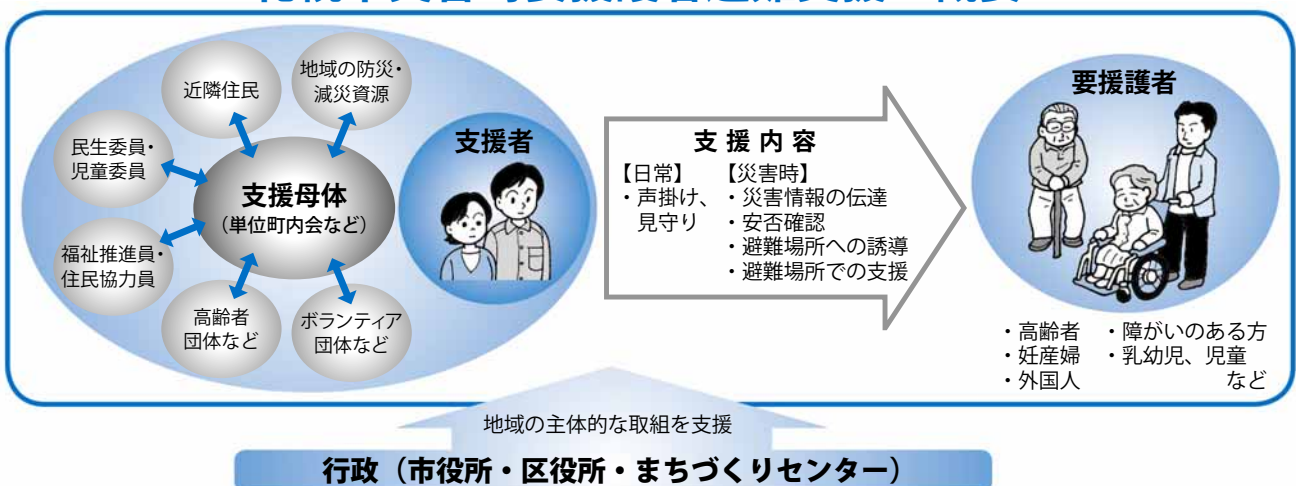 近隣住民
地域の防災・
減災資源
民生委員・
児童委員
支援母体
(単位町内会など)
福祉推進員・
住民協力員
高齢者
団体など
ボランティア
団体など
支援者
支援内容
【日常】
・声掛け、
見守り
【災害時】
・災害情報の伝達
・安否確認
・避難場所への誘導
・避難場所での支援
要援護者
・高齢者
・妊産婦
・外国人
・障がいのある方
・乳幼児、児童
など
地域の主体的な取組を支援
行政（市役所・区役所・まちづくりセンター）